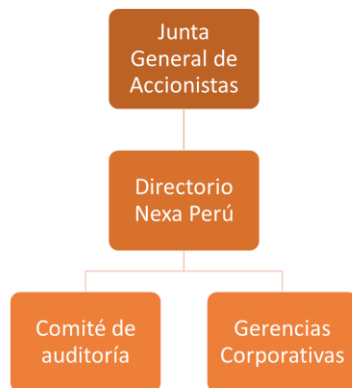 Junta
General de
Accionistas
Directorio
Nexa Perú
Comité de
auditoría
Gerencias
Corporativas